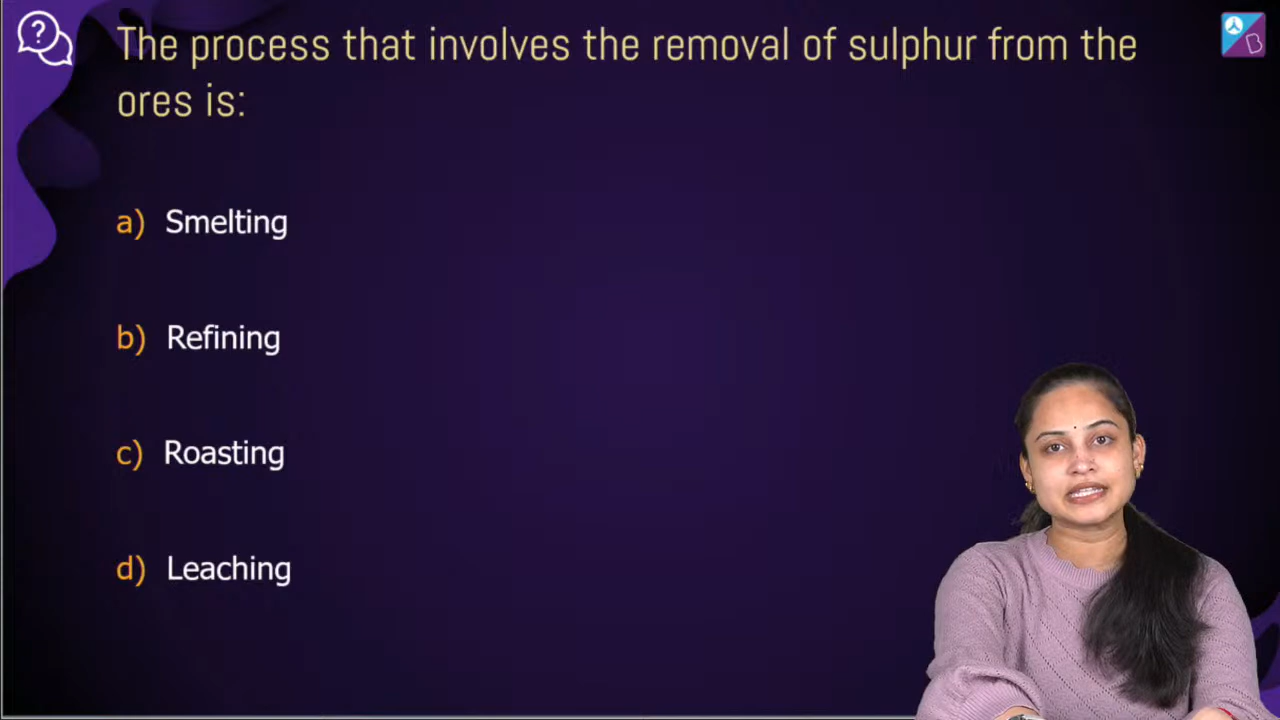 The process that involves the removal of sulphur from the
ores is:
a) Smelting
b) Refining
c) Roasting
d) Leaching